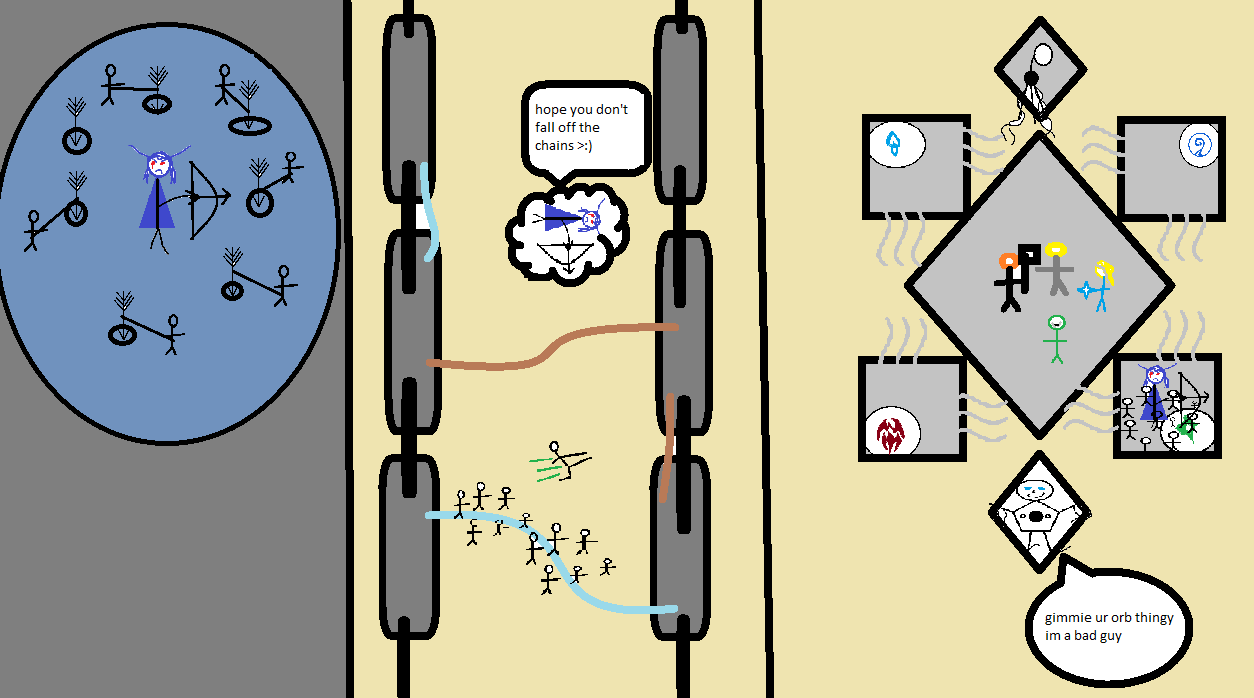 hope you don't
fall off the
chains >:)
gimmie ur orb thingy
im a bad guy